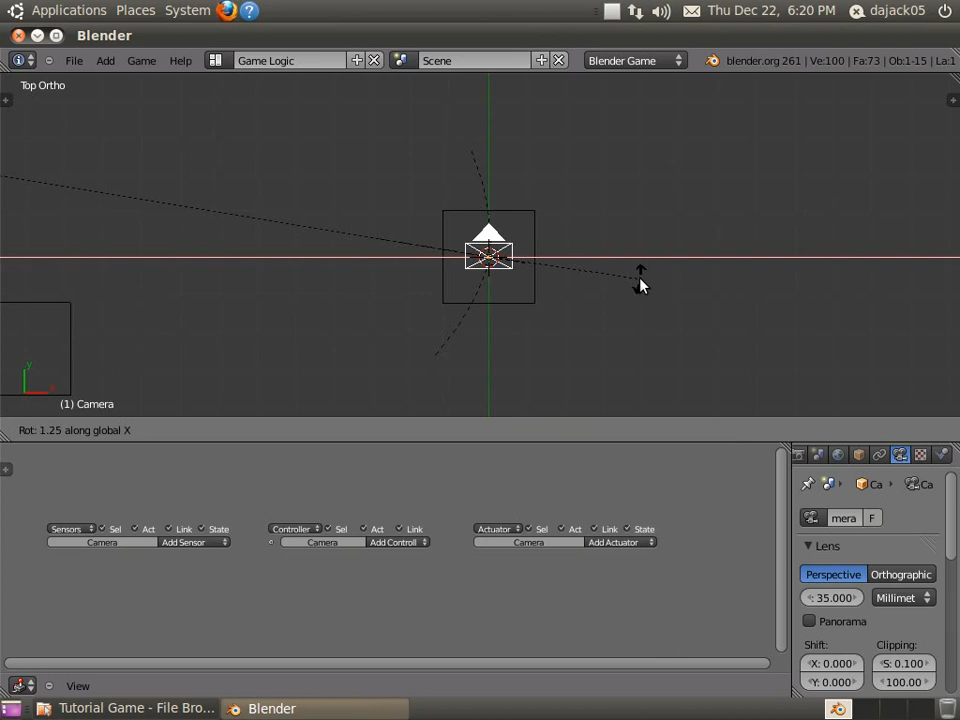 Applications Places System Thu Dec 22, 6:20 PM dajack05
Blender
File Add Game Help Game Logic Scene Blender Game blender.org 261 | Ve:100 | Fa:73 | Ob:1-15 | La:1
Top Ortho
y
x
(1) Camera
Rot: 1.25 along global X
Ca Ca
mera F
Sensors Sel Act Link State Controller Sel Act Link Actuator Sel Act Link State
Camera Add Sensor Camera Add Controll Camera Add Actuator
Lens
Perspective Orthographic
: 35.000 Millimet
Panorama
Shift: Clipping:
X: 0.000 S: 0.100
Y: 0.000 100.00
View
Tutorial Game - File Bro... Blender